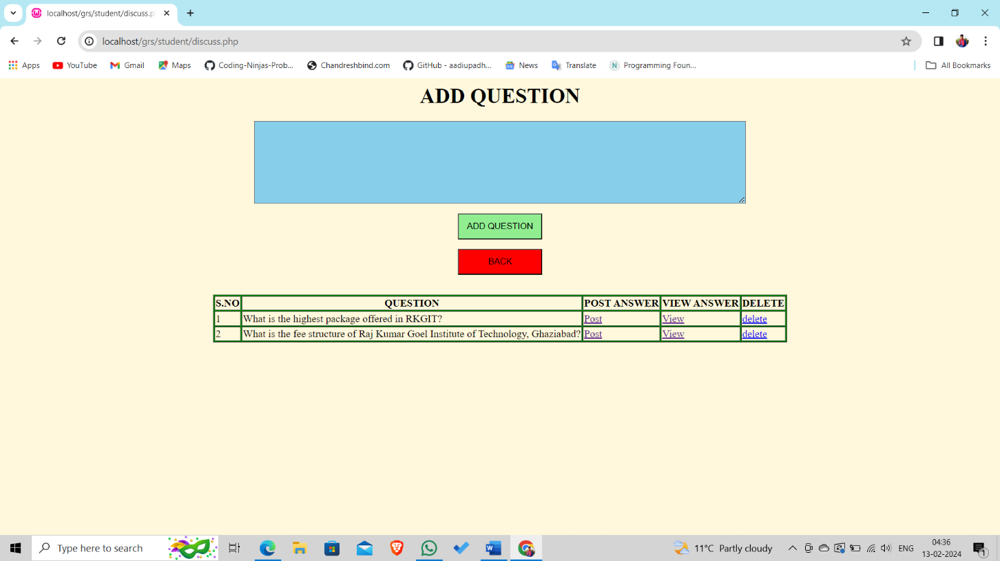 localhost/grs/student/discuss.p
localhost/grs/student/discuss.php
Apps YouTube Gmail Maps Coding-Ninjas-Prob... Chandreshbind.com GitHub - aadiupadh... News Translate Programming Foun... All Bookmarks
ADD QUESTION
ADD QUESTION
BACK
S.NO QUESTION POST ANSWER VIEW ANSWER DELETE
1 What is the highest package offered in RKGIT? Post View delete
2 What is the fee structure of Raj Kumar Goel Institute of Technology, Ghaziabad? Post View delete
Type here to search 11°C Partly cloudy ENG 04:36
13-02-2024 1